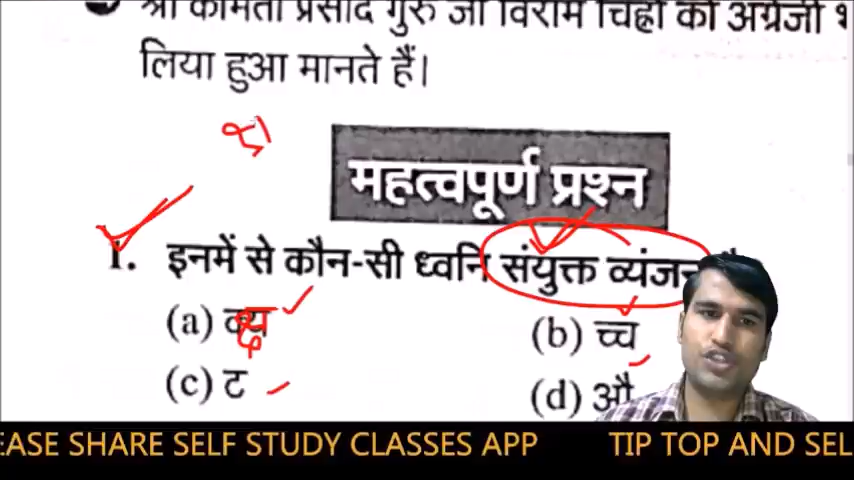 श्री कामता प्रसाद गुरु जी विराम चिह्नों को अंग्रेजी
लिया हुआ मानते हैं।
महत्वपूर्ण प्रश्न
1. इनमें से कौन-सी ध्वनि संयुक्त व्यंजन
(a) क्य
(b) च्च
(c) ट
(d) औ
EASE SHARE SELF STUDY CLASSES APP TIP TOP AND SEL